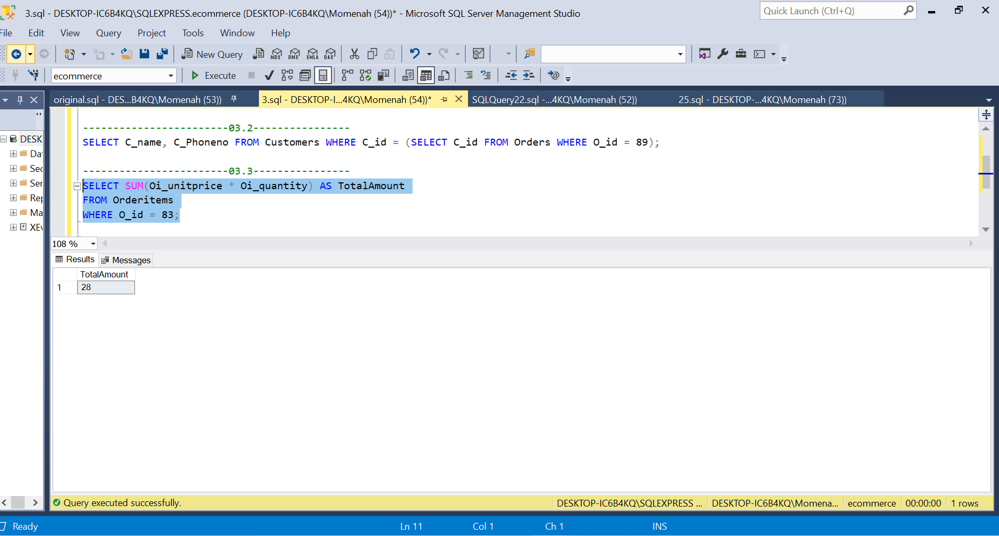 3.sql - DESKTOP-IC6B4KQ\SQLEXPRESS.ecommerce (DESKTOP-IC6B4KQ\Momenah (54))* - Microsoft SQL Server Management Studio
Quick Launch (Ctrl+Q)
File Edit View Query Project Tools Window Help
New Query MDX DMX XMLA DAX
ecommerce Execute
original.sql - DES...B4KQ\Momenah (53)) 3.sql - DESKTOP-I...4KQ\Momenah (54))* SQLQuery22.sql -...4KQ\Momenah (52)) 25.sql - DESKTOP-...4KQ\Momenah (73))
DESK
Da
Sec
Ser
Rep
Ma
XEv
------------------------03.2----------------
SELECT C_name, C_Phoneno FROM Customers WHERE C_id = (SELECT C_id FROM Orders WHERE O_id = 89);
------------------------03.3----------------
SELECT SUM(Oi_unitprice * Oi_quantity) AS TotalAmount
FROM Orderitems
WHERE O_id = 83;
108 %
Results Messages
TotalAmount
1 28
Query executed successfully. DESKTOP-IC6B4KQ\SQLEXPRESS ... DESKTOP-IC6B4KQ\Momena... ecommerce 00:00:00 1 rows
Ready Ln 11 Col 1 Ch 1 INS